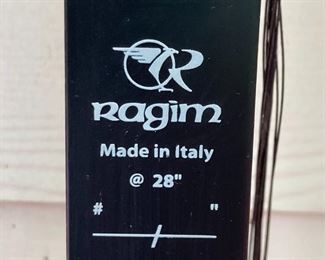 R
Ragim
Made in Italy
@ 28"
# "
/